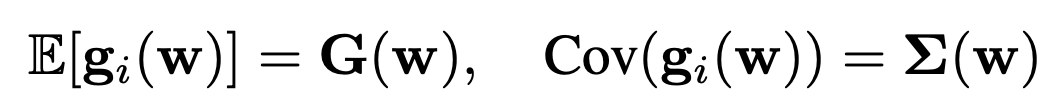 𝔼[𝐠ᵢ(𝐰)] = 𝐆(𝐰),  Cov(𝐠ᵢ(𝐰)) = 𝚺(𝐰)